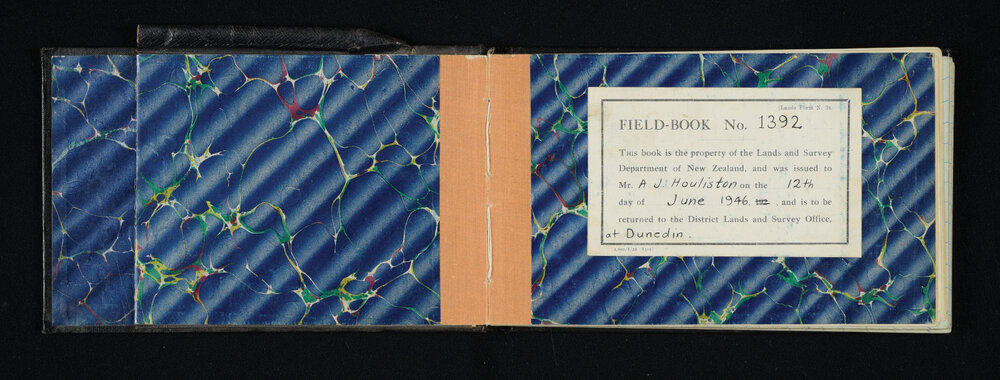 [Lands Form N. 24.
FIELD-BOOK No. 1392
This book is the property of the Lands and Survey
Department of New Zealand, and was issued to
Mr. A J. Houliston on the 12th
day of June 1946, and is to be
returned to the District Lands and Survey Office,
at Dunedin.